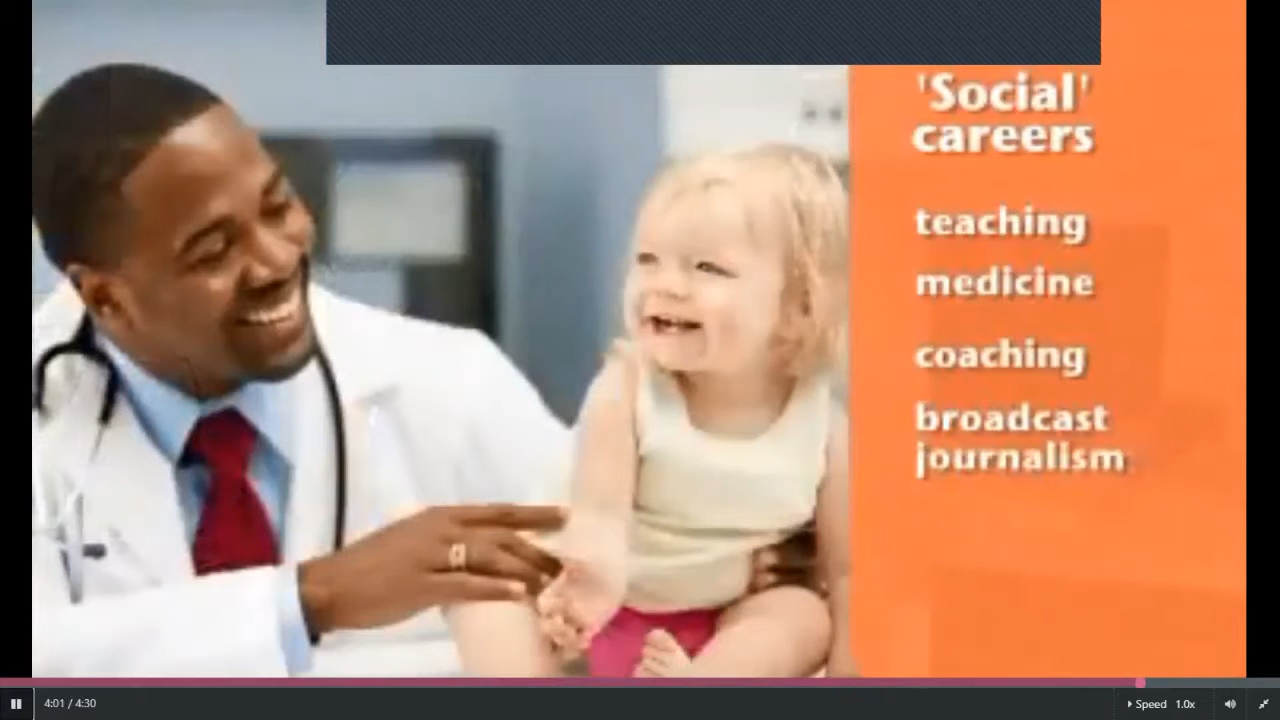 'Social'
careers
teaching
medicine
coaching
broadcast
journalism
4:01 / 4:30
Speed 1.0x